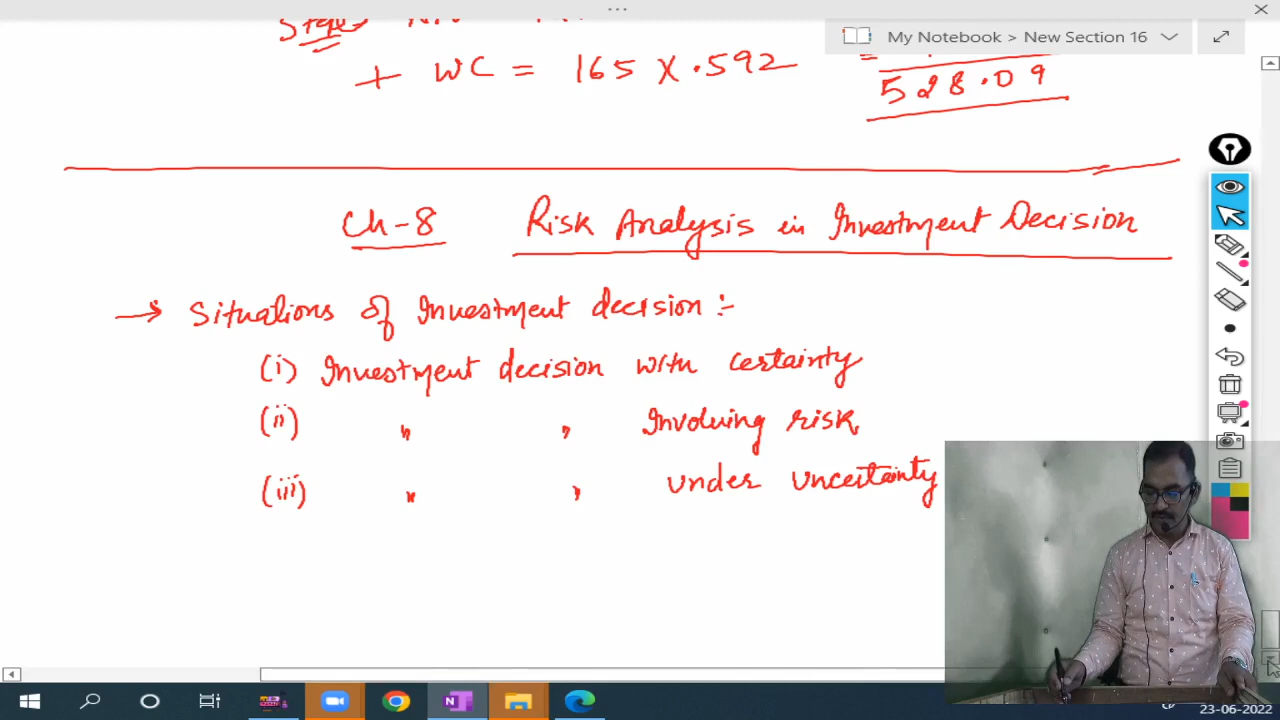 My Notebook > New Section 16
Steps
+ WC = 165 X .592 =
528.09
Ch-8 Risk Analysis in Investment Decision
→ Situations of Investment decision :-
(i) Investment decision with certainty
(ii) " " Involving risk
(iii) " " under uncertainty
23-06-2022